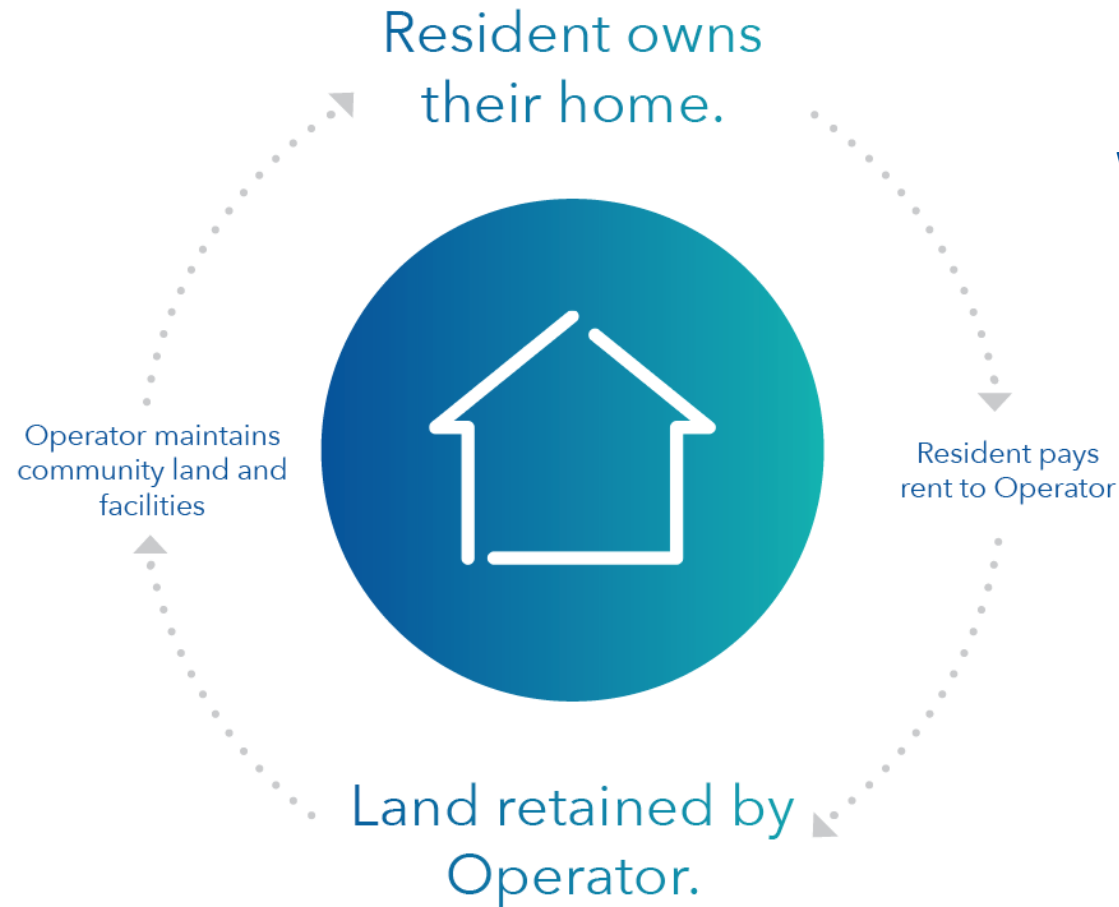 Resident owns
their home.
Resident pays
rent to Operator
Land retained by
Operator.
Operator maintains
community land and
facilities